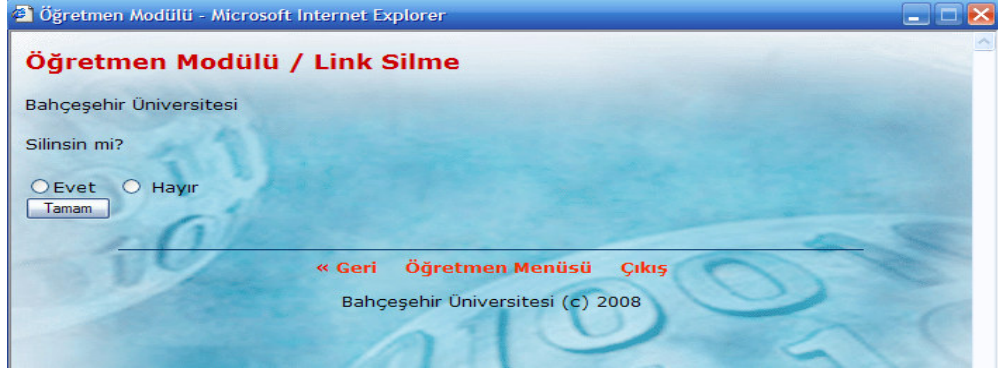 Öğretmen Modülü - Microsoft Internet Explorer
Öğretmen Modülü / Link Silme
Bahçeşehir Üniversitesi
Silinsin mi?
Evet Hayır
Tamam
« Geri Öğretmen Menüsü Çıkış
Bahçeşehir Üniversitesi (c) 2008